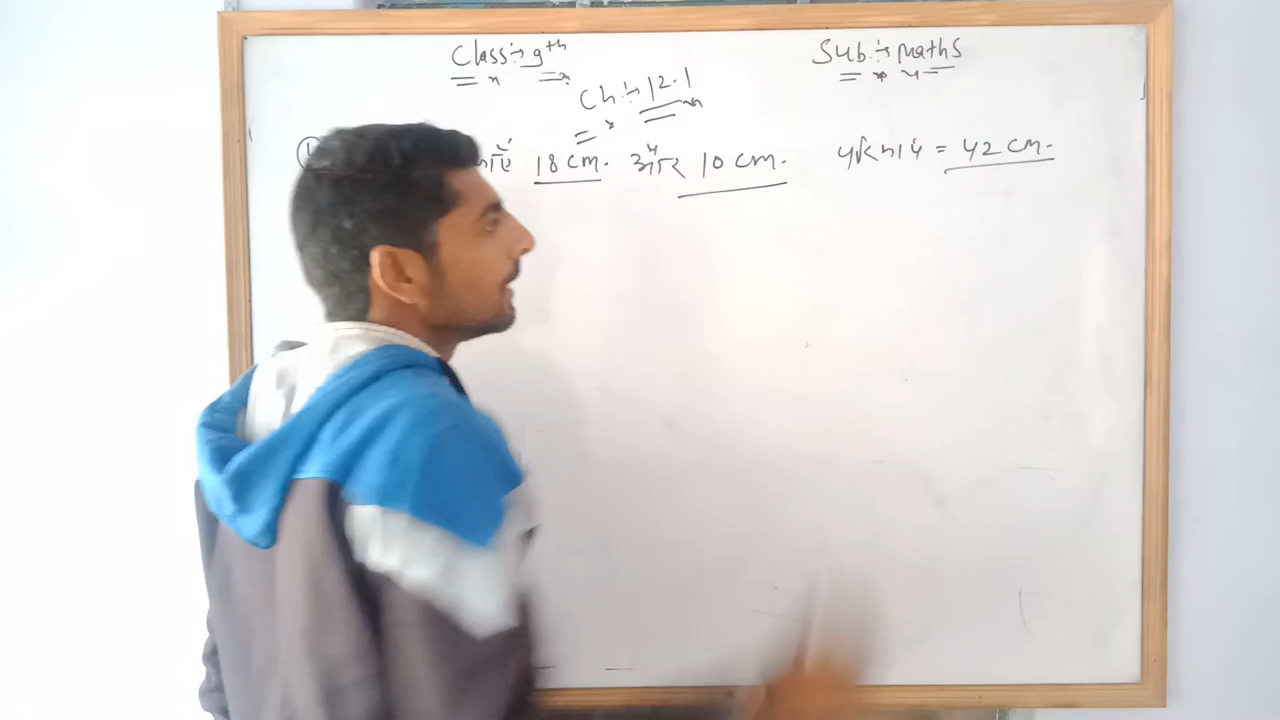 Class:→ 9th Sub:→ Maths
Ch:→ 12.1
18 cm. और 10 cm. परिमाप = 42 cm.